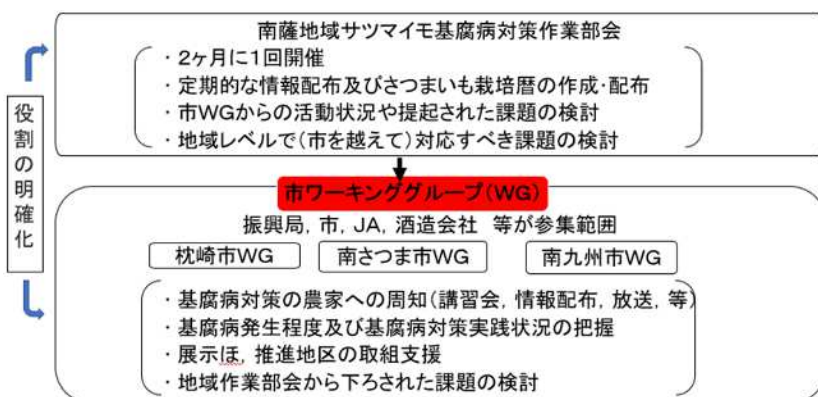 役割の明確化
南薩地域サツマイモ基腐病対策作業部会
・2ヶ月に1回開催
・定期的な情報配布及びさつまいも栽培暦の作成・配布
・市WGからの活動状況や提起された課題の検討
・地域レベルで(市を越えて)対応すべき課題の検討
市ワーキンググループ(WG)
振興局, 市, JA, 酒造会社 等が参集範囲
枕崎市WG 南さつま市WG 南九州市WG
・基腐病対策の農家への周知(講習会, 情報配布, 放送, 等)
・基腐病発生程度及び基腐病対策実践状況の把握
・展示ほ, 推進地区の取組支援
・地域作業部会から下ろされた課題の検討